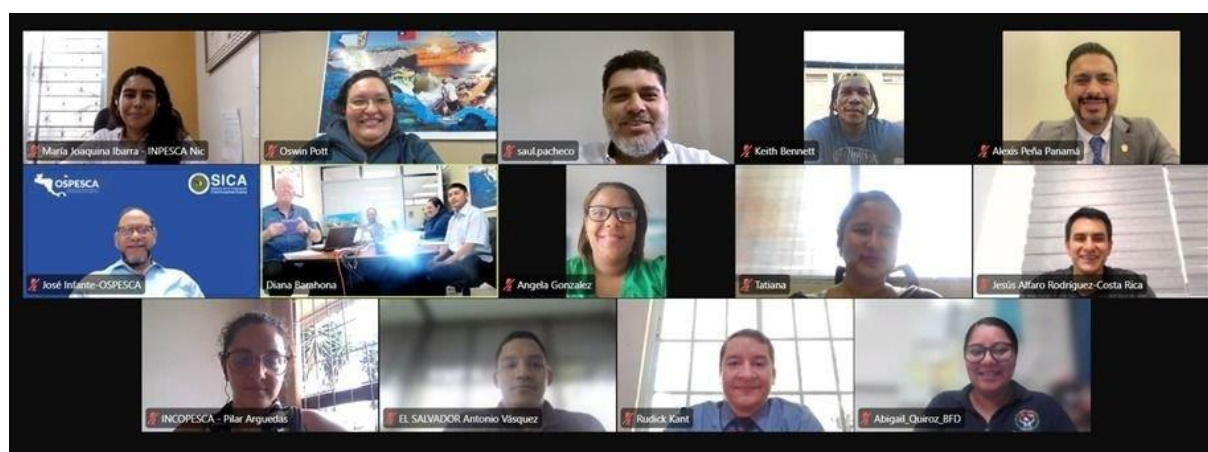 María Joaquina Ibarra - INPESCA Nic
Oswin Pott
saul.pacheco
Keith Bennett
Alexis Peña Panamá
OSPESCA
SICA
José Infante-OSPESCA
Diana Barahona
Angela Gonzalez
Tatiana
Jesús Alfaro Rodríguez-Costa Rica
INCOPESCA - Pilar Arguedas
EL SALVADOR Antonio Vásquez
Rudick Kant
Abigail_Quiroz_BFD